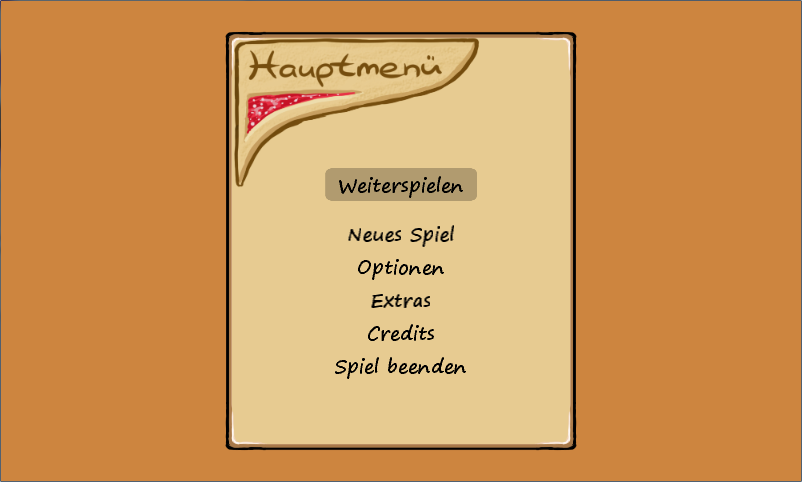 Hauptmenü
Weiterspielen
Neues Spiel
Optionen
Extras
Credits
Spiel beenden